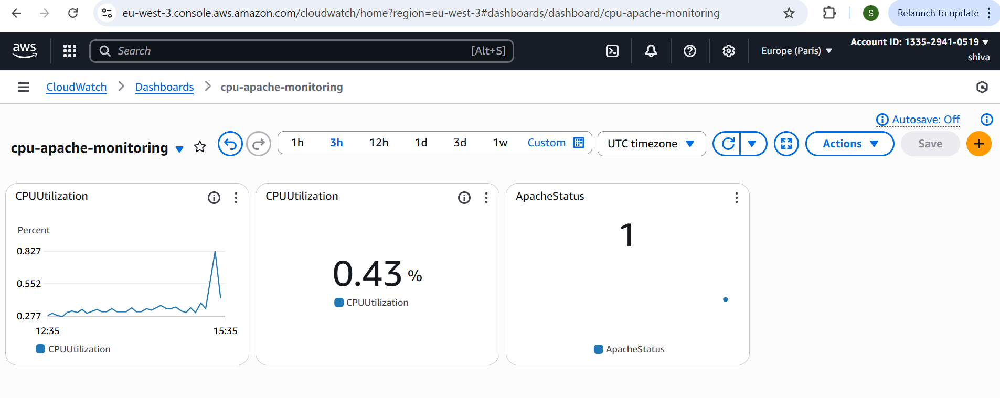 eu-west-3.console.aws.amazon.com/cloudwatch/home?region=eu-west-3#dashboards/dashboard/cpu-apache-monitoring
S
Relaunch to update
aws
Search
[Alt+S]
Europe (Paris)
Account ID: 1335-2941-0519
shiva
CloudWatch
Dashboards
cpu-apache-monitoring
Autosave: Off
cpu-apache-monitoring
1h
3h
12h
1d
3d
1w
Custom
UTC timezone
Actions
Save
CPUUtilization
Percent
0.827
0.552
0.277
12:35
15:35
CPUUtilization
CPUUtilization
0.43 %
CPUUtilization
ApacheStatus
1
ApacheStatus